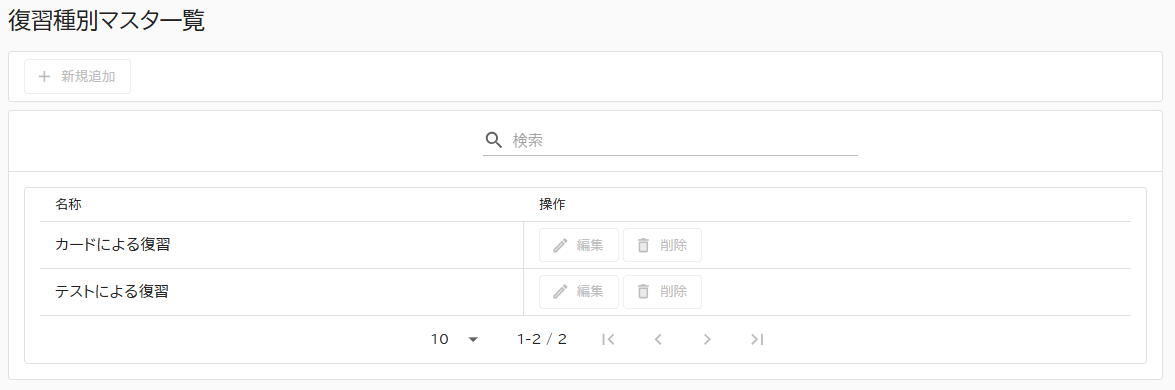 復習種別マスタ一覧
新規追加
検索
名称 操作
カードによる復習 編集 削除
テストによる復習 編集 削除
10 1-2 / 2